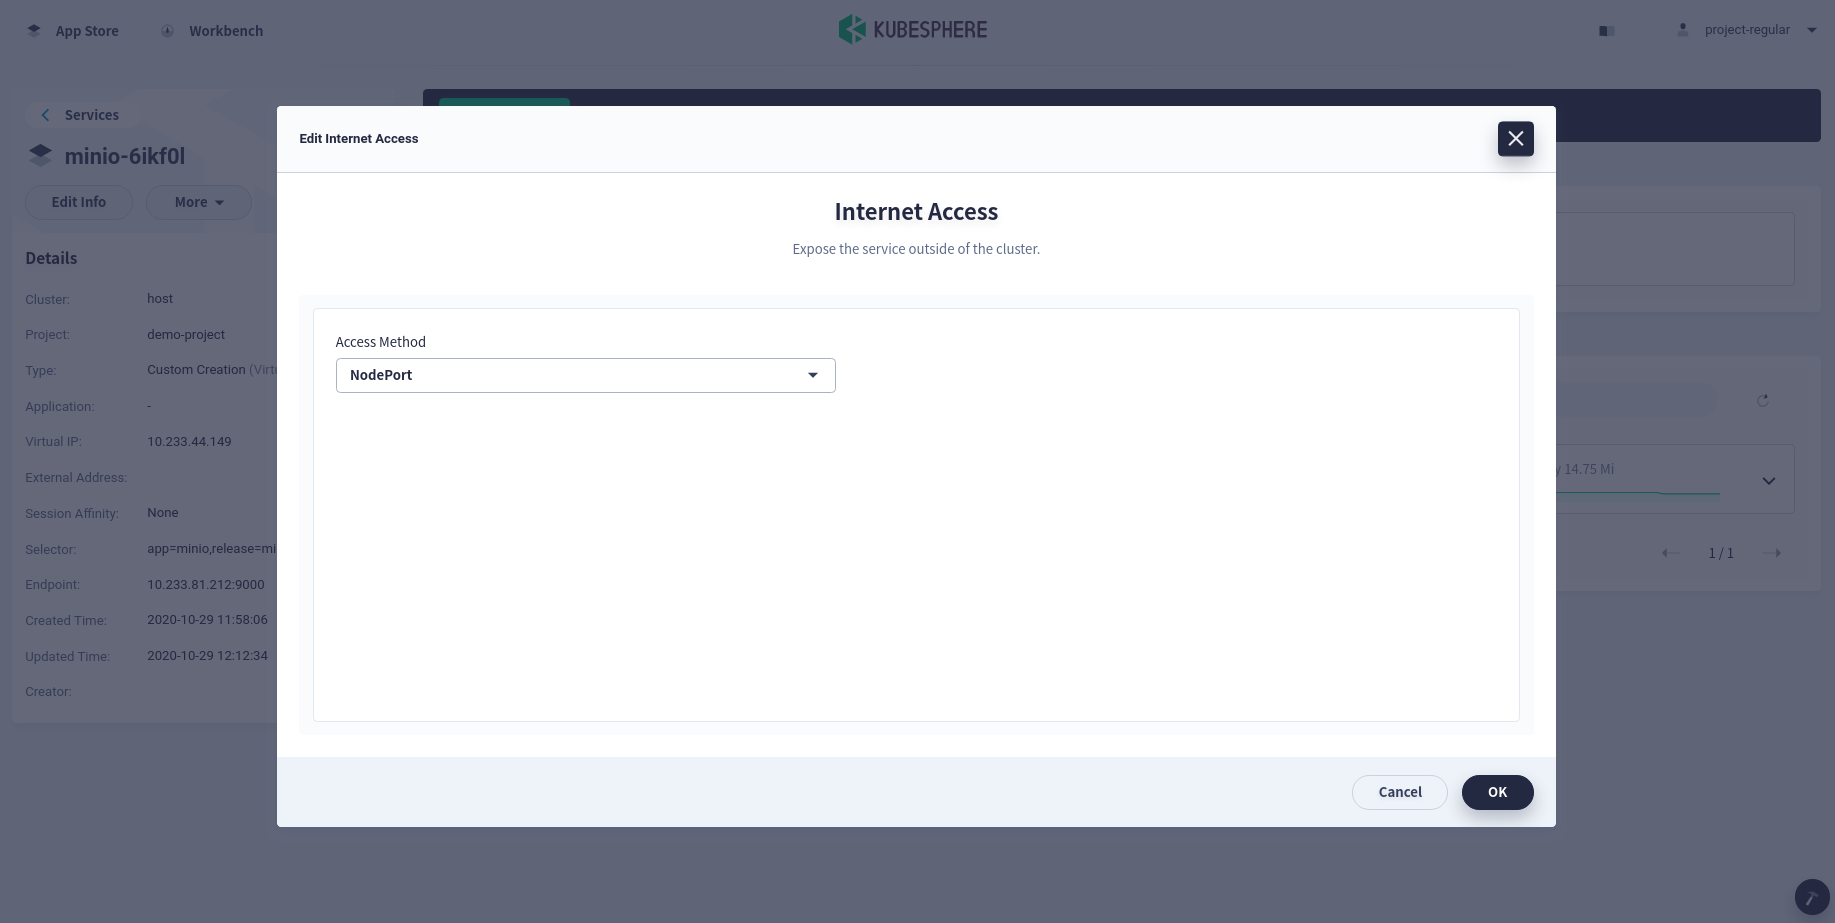 App Store
Workbench
KUBESPHERE
project-regular
Services
minio-6ikf0l
Edit Info
More
Details
Cluster: host
Project: demo-project
Type: Custom Creation (Virtu
Application: -
Virtual IP: 10.233.44.149
External Address:
Session Affinity: None
Selector: app=minio,release=mi
Endpoint: 10.233.81.212:9000
Created Time: 2020-10-29 11:58:06
Updated Time: 2020-10-29 12:12:34
Creator:
Edit Internet Access
Internet Access
Expose the service outside of the cluster.
Access Method
NodePort
Cancel
OK
y 14.75 Mi
1 / 1